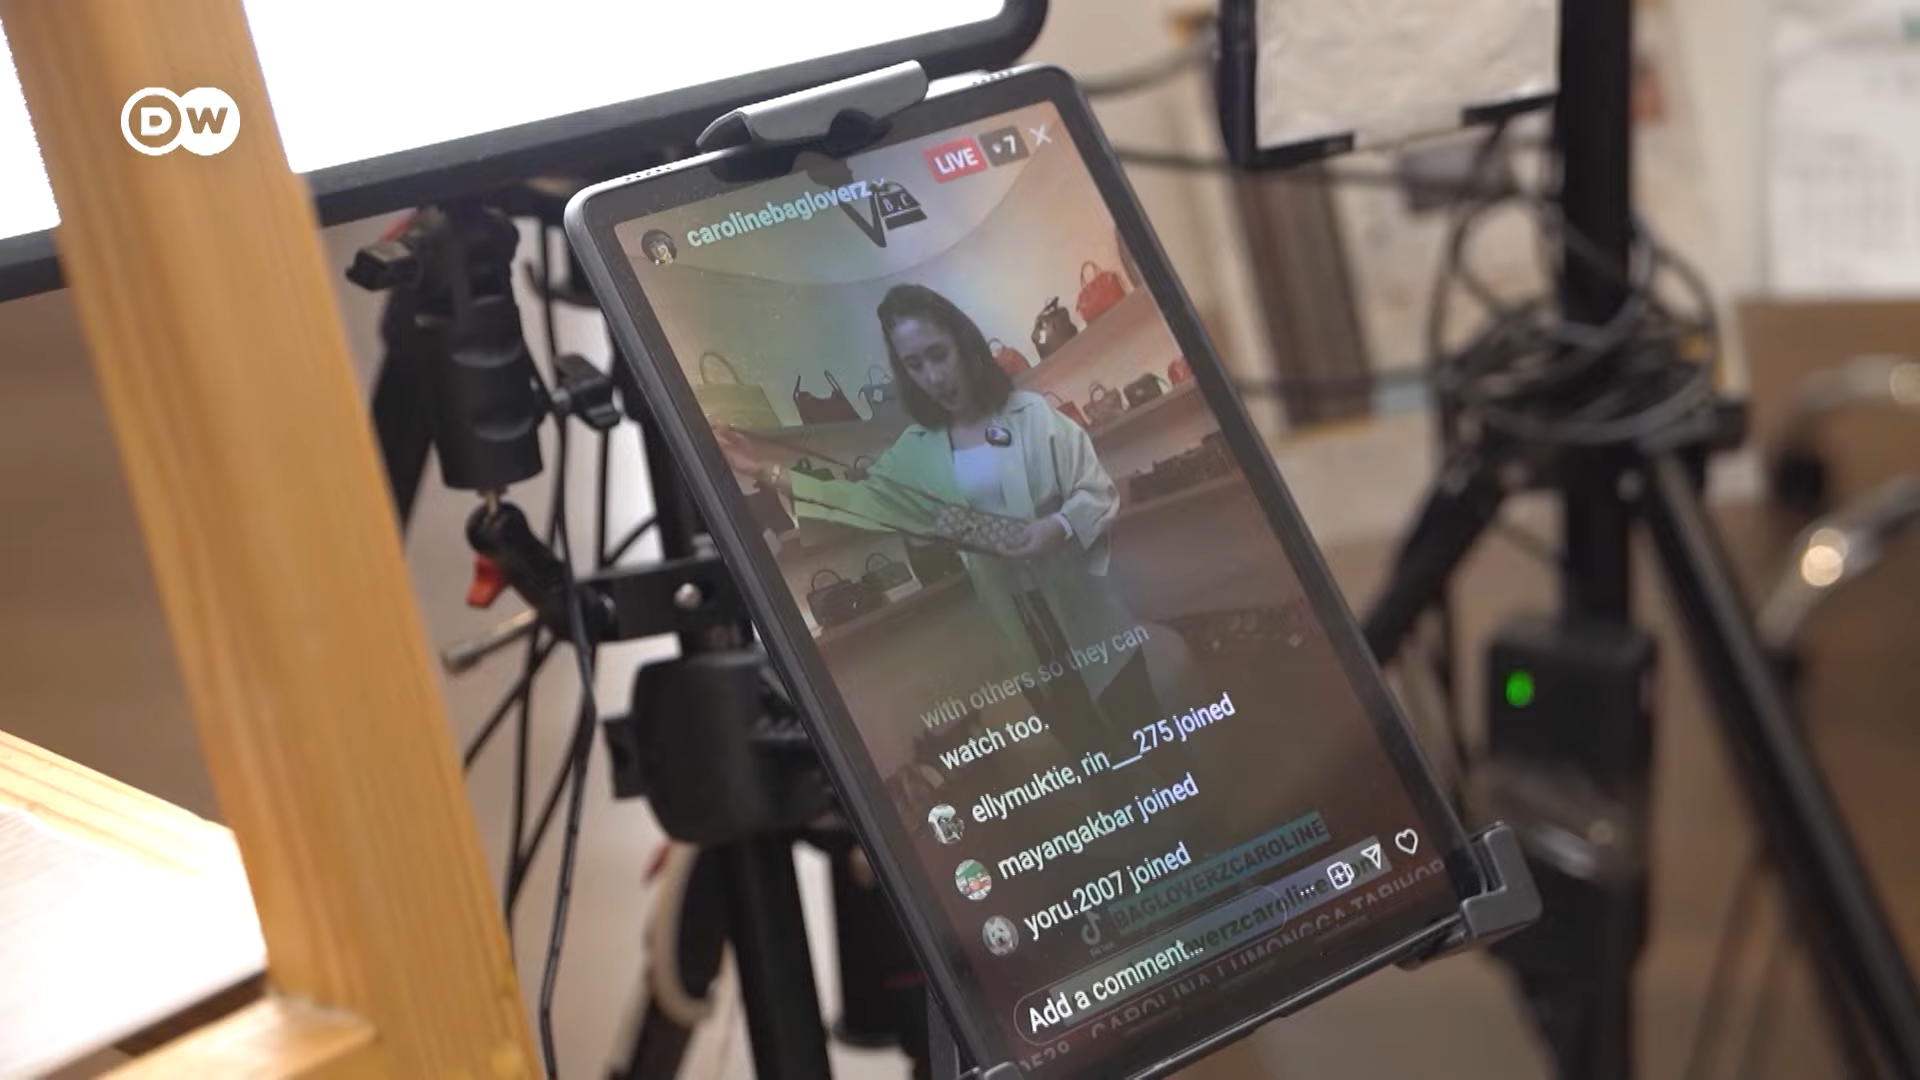 DW
LIVE
7
carolinebagloverz
with others so they can
watch too.
ellymuktie, rin__275 joined
mayangakbar joined
yoru.2007 joined
BAGLOVERZCAROLINE
Add a comment...